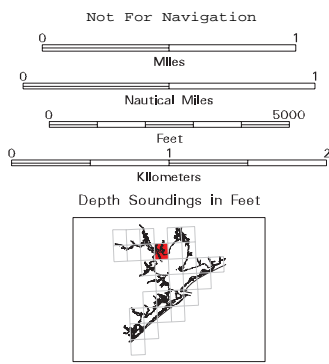 Not For Navigation
0 1
Miles
0 1
Nautical Miles
0 5000
Feet
0 1 2
Kilometers
Depth Soundings in Feet